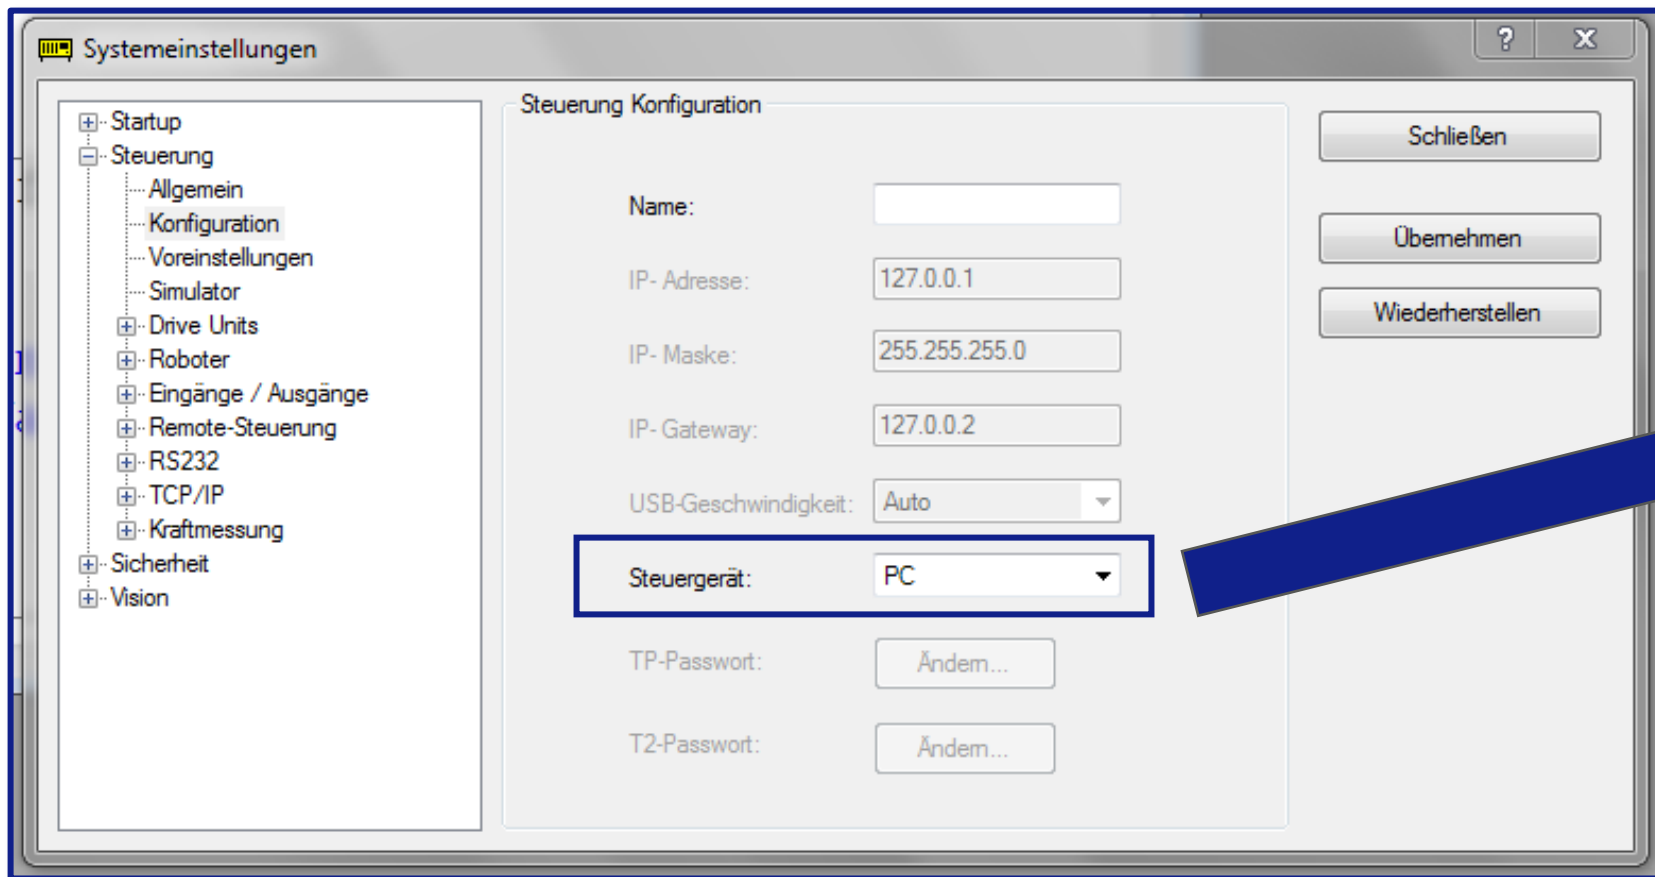 Systemeinstellungen
?
Startup
Steuerung
Allgemein
Konfiguration
Voreinstellungen
Simulator
Drive Units
Roboter
Eingänge / Ausgänge
Remote-Steuerung
RS232
TCP/IP
Kraftmessung
Sicherheit
Vision
Steuerung Konfiguration
Name:
IP- Adresse: 127.0.0.1
IP- Maske: 255.255.255.0
IP- Gateway: 127.0.0.2
USB-Geschwindigkeit: Auto
Steuergerät: PC
TP-Passwort: Ändern...
T2-Passwort: Ändern...
Schließen
Übernehmen
Wiederherstellen